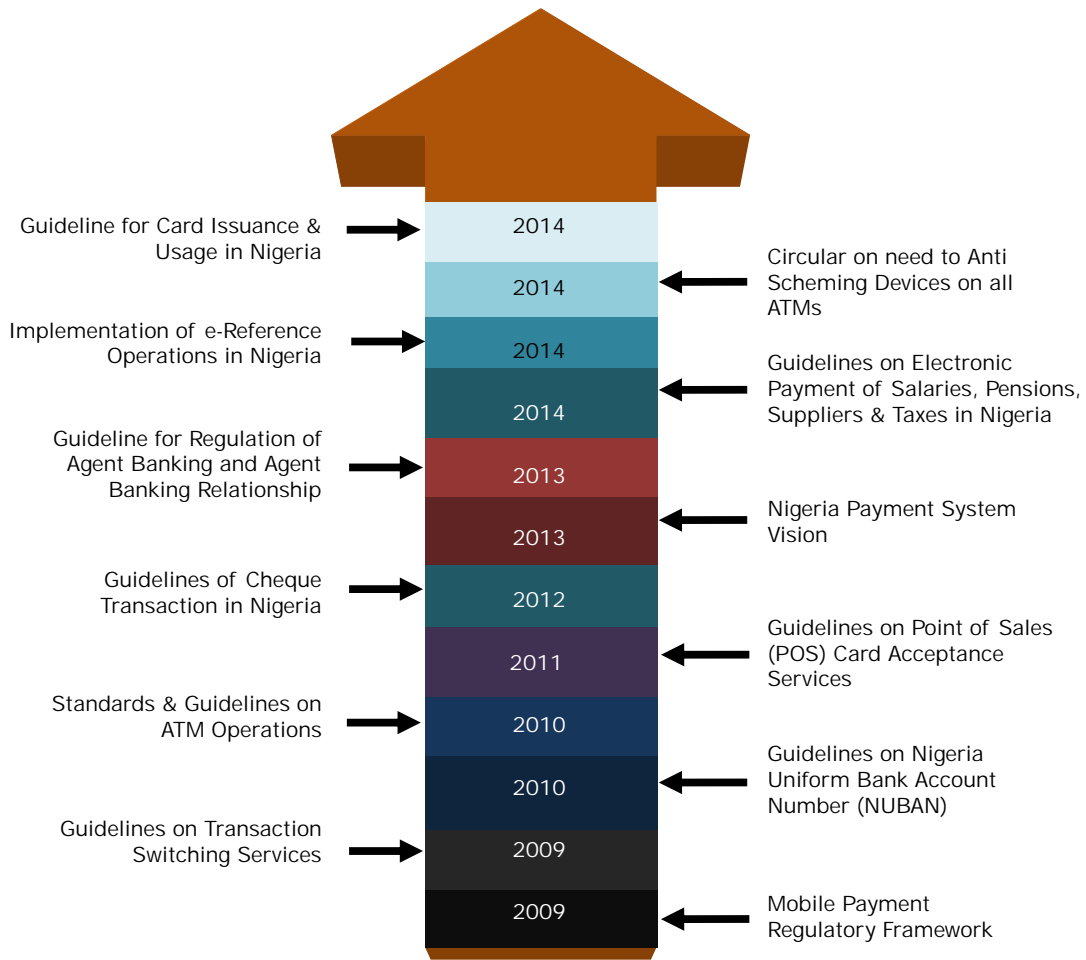 2014
Guideline for Card Issuance &
Usage in Nigeria
2014
Circular on need to Anti
Scheming Devices on all
ATMs
2014
Implementation of e-Reference
Operations in Nigeria
2014
Guidelines on Electronic
Payment of Salaries, Pensions,
Suppliers & Taxes in Nigeria
2013
Guideline for Regulation of
Agent Banking and Agent
Banking Relationship
2013
Nigeria Payment System
Vision
2012
Guidelines of Cheque
Transaction in Nigeria
2011
Guidelines on Point of Sales
(POS) Card Acceptance
Services
2010
Standards & Guidelines on
ATM Operations
2010
Guidelines on Nigeria
Uniform Bank Account
Number (NUBAN)
2009
Guidelines on Transaction
Switching Services
2009
Mobile Payment
Regulatory Framework